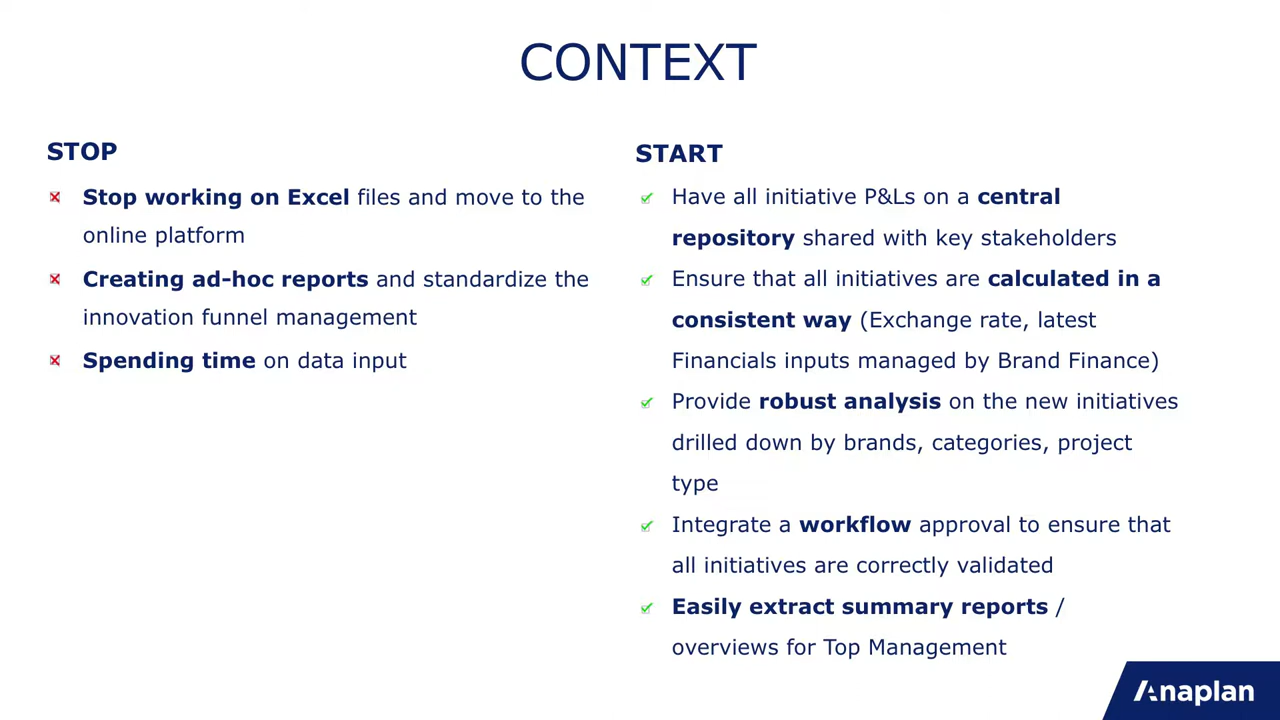 CONTEXT
STOP
Stop working on Excel files and move to the
online platform
Creating ad-hoc reports and standardize the
innovation funnel management
Spending time on data input
START
Have all initiative P&Ls on a central
repository shared with key stakeholders
Ensure that all initiatives are calculated in a
consistent way (Exchange rate, latest
Financials inputs managed by Brand Finance)
Provide robust analysis on the new initiatives
drilled down by brands, categories, project
type
Integrate a workflow approval to ensure that
all initiatives are correctly validated
Easily extract summary reports /
overviews for Top Management
Anaplan